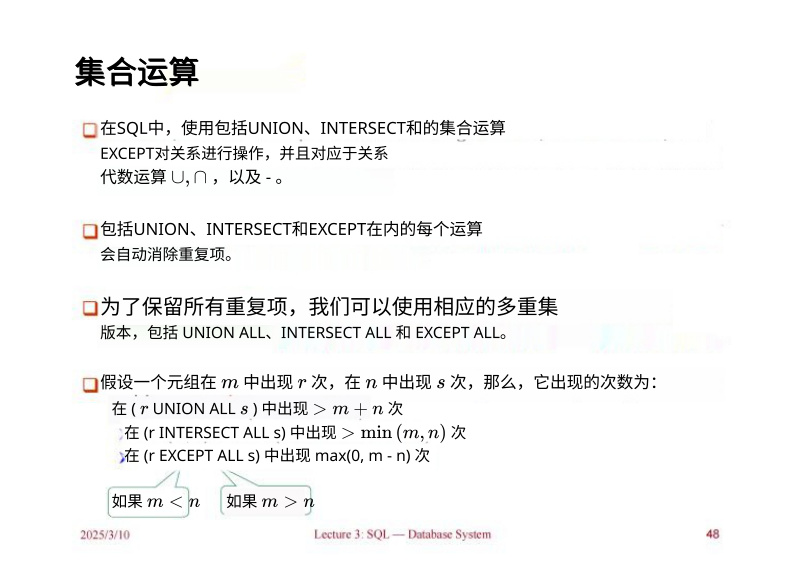 集合运算
在SQL中，使用包括UNION、INTERSECT和的集合运算
EXCEPT对关系进行操作，并且对应于关系
代数运算 ∪,∩ ，以及 - 。
包括UNION、INTERSECT和EXCEPT在内的每个运算
会自动消除重复项。
为了保留所有重复项，我们可以使用相应的多重集
版本，包括 UNION ALL、INTERSECT ALL 和 EXCEPT ALL。
假设一个元组在 m 中出现 r 次，在 n 中出现 s 次，那么，它出现的次数为：
在 ( r UNION ALL s ) 中出现 > m + n 次
在 (r INTERSECT ALL s) 中出现 > min (m, n) 次
在 (r EXCEPT ALL s) 中出现 max(0, m - n) 次
如果 m < n 如果 m > n
2025/3/10 Lecture 3: SQL — Database System 48